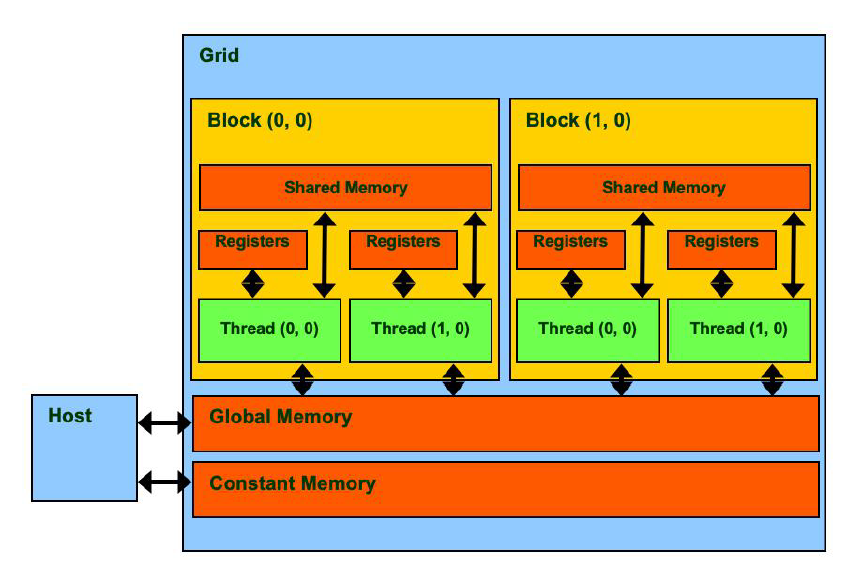 Grid
Block (0, 0)
Block (1, 0)
Shared Memory
Shared Memory
Registers
Registers
Registers
Registers
Thread (0, 0)
Thread (1, 0)
Thread (0, 0)
Thread (1, 0)
Host
Global Memory
Constant Memory